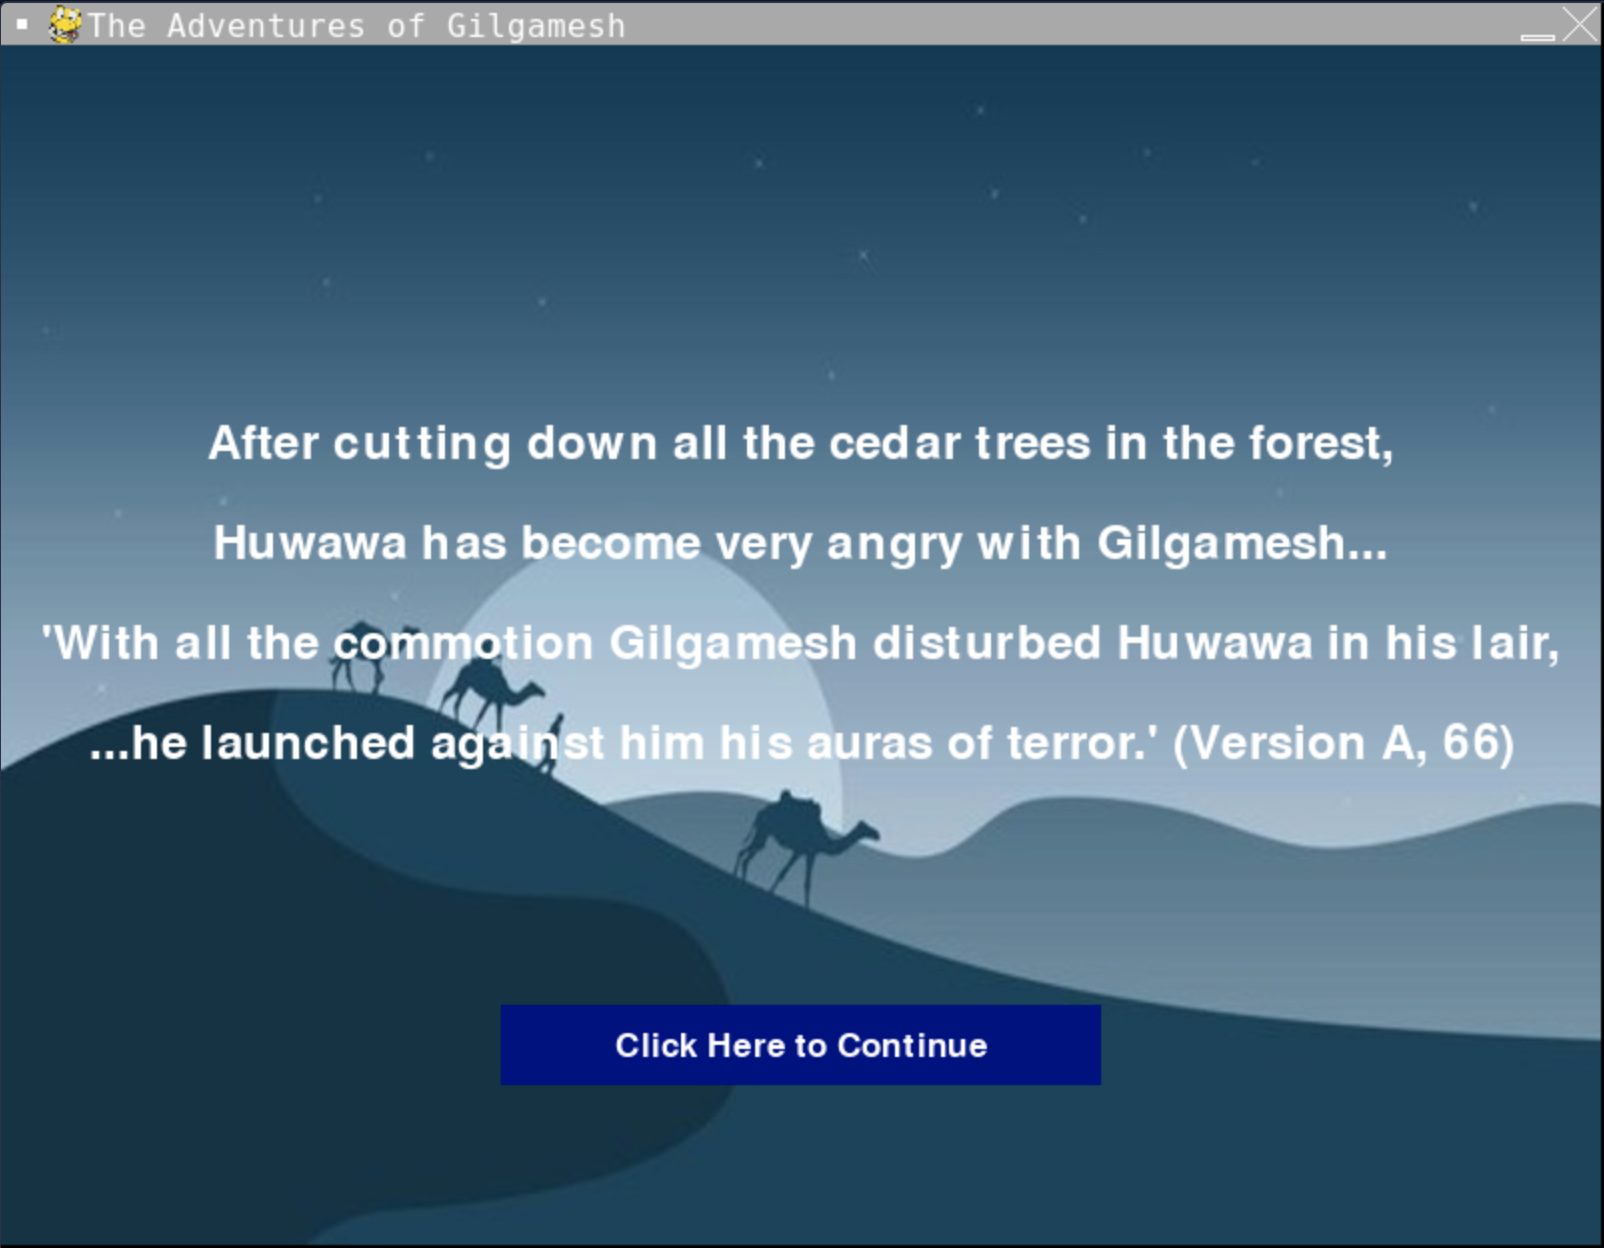 The Adventures of Gilgamesh
After cutting down all the cedar trees in the forest,
Huwawa has become very angry with Gilgamesh...
'With all the commotion Gilgamesh disturbed Huwawa in his lair,
...he launched against him his auras of terror.' (Version A, 66)
Click Here to Continue